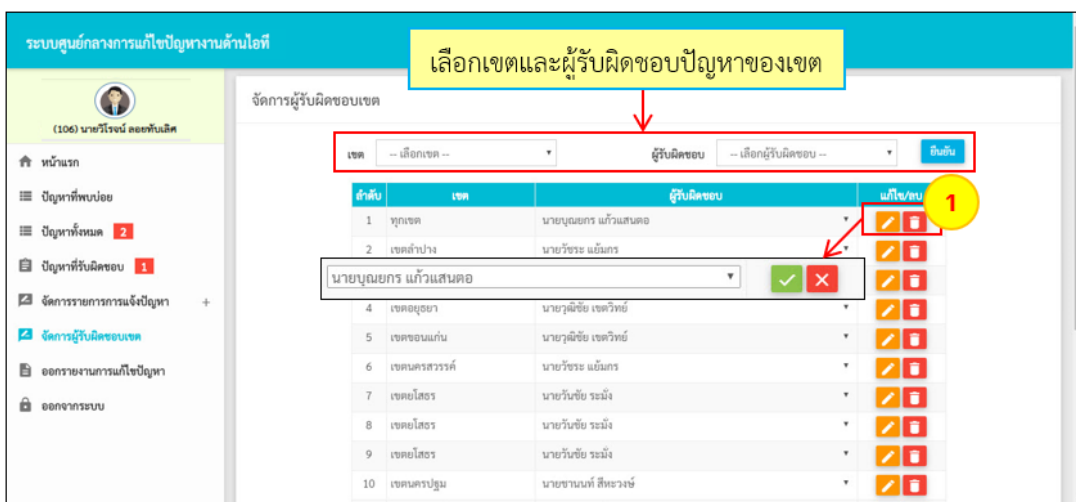 ระบบศูนย์กลางการแก้ไขปัญหางานด้านไอที
เลือกเขตและผู้รับผิดชอบปัญหาของเขต
(106) นายวิโรจน์ ลอยทับเลิศ
หน้าแรก
ปัญหาที่พบบ่อย
ปัญหาทั้งหมด 2
ปัญหาที่รับผิดชอบ 1
จัดการรายการการแจ้งปัญหา +
จัดการผู้รับผิดชอบเขต
ออกรายงานการแก้ไขปัญหา
ออกจากระบบ
จัดการผู้รับผิดชอบเขต
เขต -- เลือกเขต -- ผู้รับผิดชอบ -- เลือกผู้รับผิดชอบ -- ยืนยัน
ลำดับ เขต ผู้รับผิดชอบ แก้ไข/ลบ
1
1 ทุกเขต นายบุณยกร แก้วแสนตอ
2 เขตลำปาง นายวัชระ แย้มกร
นายบุณยกร แก้วแสนตอ
4 เขตอยุธยา นายวุฒิชัย เขตวิทย์
5 เขตขอนแก่น นายวุฒิชัย เขตวิทย์
6 เขตนครสวรรค์ นายวัชระ แย้มกร
7 เขตยโสธร นายวันชัย ระมั่ง
8 เขตยโสธร นายวันชัย ระมั่ง
9 เขตยโสธร นายวันชัย ระมั่ง
10 เขตนครปฐม นายชานนท์ สีหะวงษ์